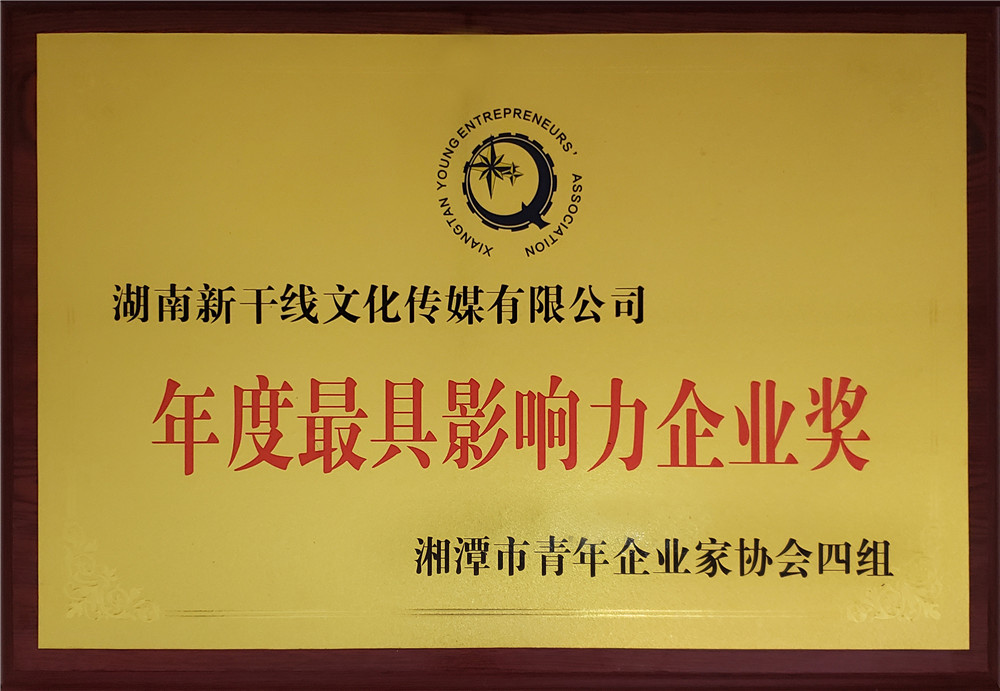 XIANGTAN YOUNG ENTREPRENEURS' ASSOCIATION
湖南新干线文化传媒有限公司
年度最具影响力企业奖
湘潭市青年企业家协会四组